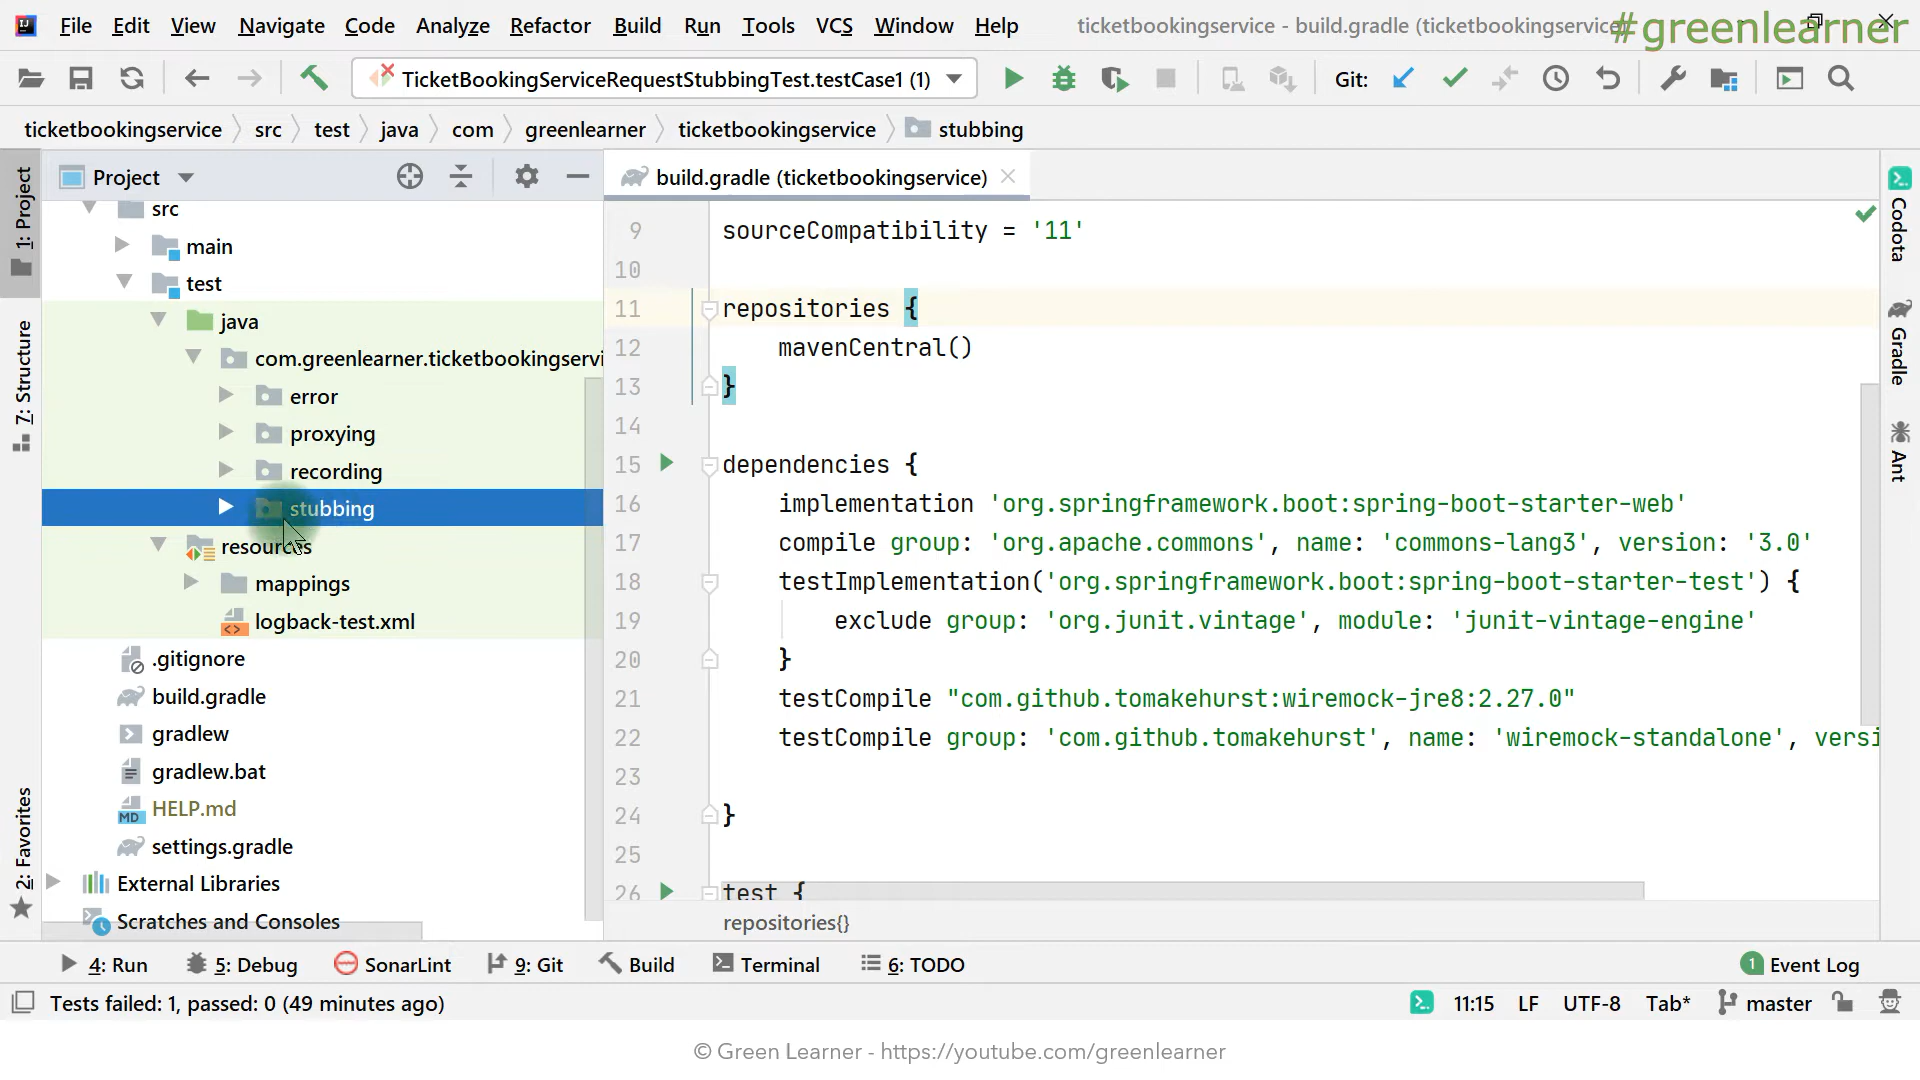 File Edit View Navigate Code Analyze Refactor Build Run Tools VCS Window Help ticketbookingservice - build.gradle (ticketbookingservic
#greenlearner
TicketBookingServiceRequestStubbingTest.testCase1 (1) Git:
ticketbookingservice src test java com greenlearner ticketbookingservice stubbing
1: Project
7: Structure
2: Favorites
Project
src
main
test
java
com.greenlearner.ticketbookingservi
error
proxying
recording
stubbing
resources
mappings
logback-test.xml
.gitignore
build.gradle
gradlew
gradlew.bat
HELP.md
settings.gradle
External Libraries
Scratches and Consoles
build.gradle (ticketbookingservice)
9 sourceCompatibility = '11'
10
11 repositories {
12 mavenCentral()
13 }
14
15 dependencies {
16 implementation 'org.springframework.boot:spring-boot-starter-web'
17 compile group: 'org.apache.commons', name: 'commons-lang3', version: '3.0'
18 testImplementation('org.springframework.boot:spring-boot-starter-test') {
19 exclude group: 'org.junit.vintage', module: 'junit-vintage-engine'
20 }
21 testCompile "com.github.tomakehurst:wiremock-jre8:2.27.0"
22 testCompile group: 'com.github.tomakehurst', name: 'wiremock-standalone', versi
23
24 }
25
26 test {
repositories{}
Codota
Gradle
Ant
4: Run 5: Debug SonarLint 9: Git Build Terminal 6: TODO 1 Event Log
Tests failed: 1, passed: 0 (49 minutes ago) 11:15 LF UTF-8 Tab* master
© Green Learner - https://youtube.com/greenlearner